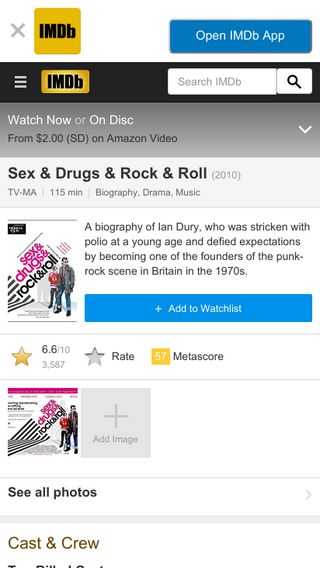 IMDb
Open IMDb App
IMDb
Search IMDb
Watch Now or On Disc
From $2.00 (SD) on Amazon Video
Sex & Drugs & Rock & Roll (2010)
TV-MA | 115 min | Biography, Drama, Music
sex&
drugs&
rock&roll
A biography of Ian Dury, who was stricken with
polio at a young age and defied expectations
by becoming one of the founders of the punk-
rock scene in Britain in the 1970s.
+ Add to Watchlist
6.6/10
3,587
Rate
57 Metascore
sex&
drugs&
rock&roll
Add Image
See all photos
Cast & Crew